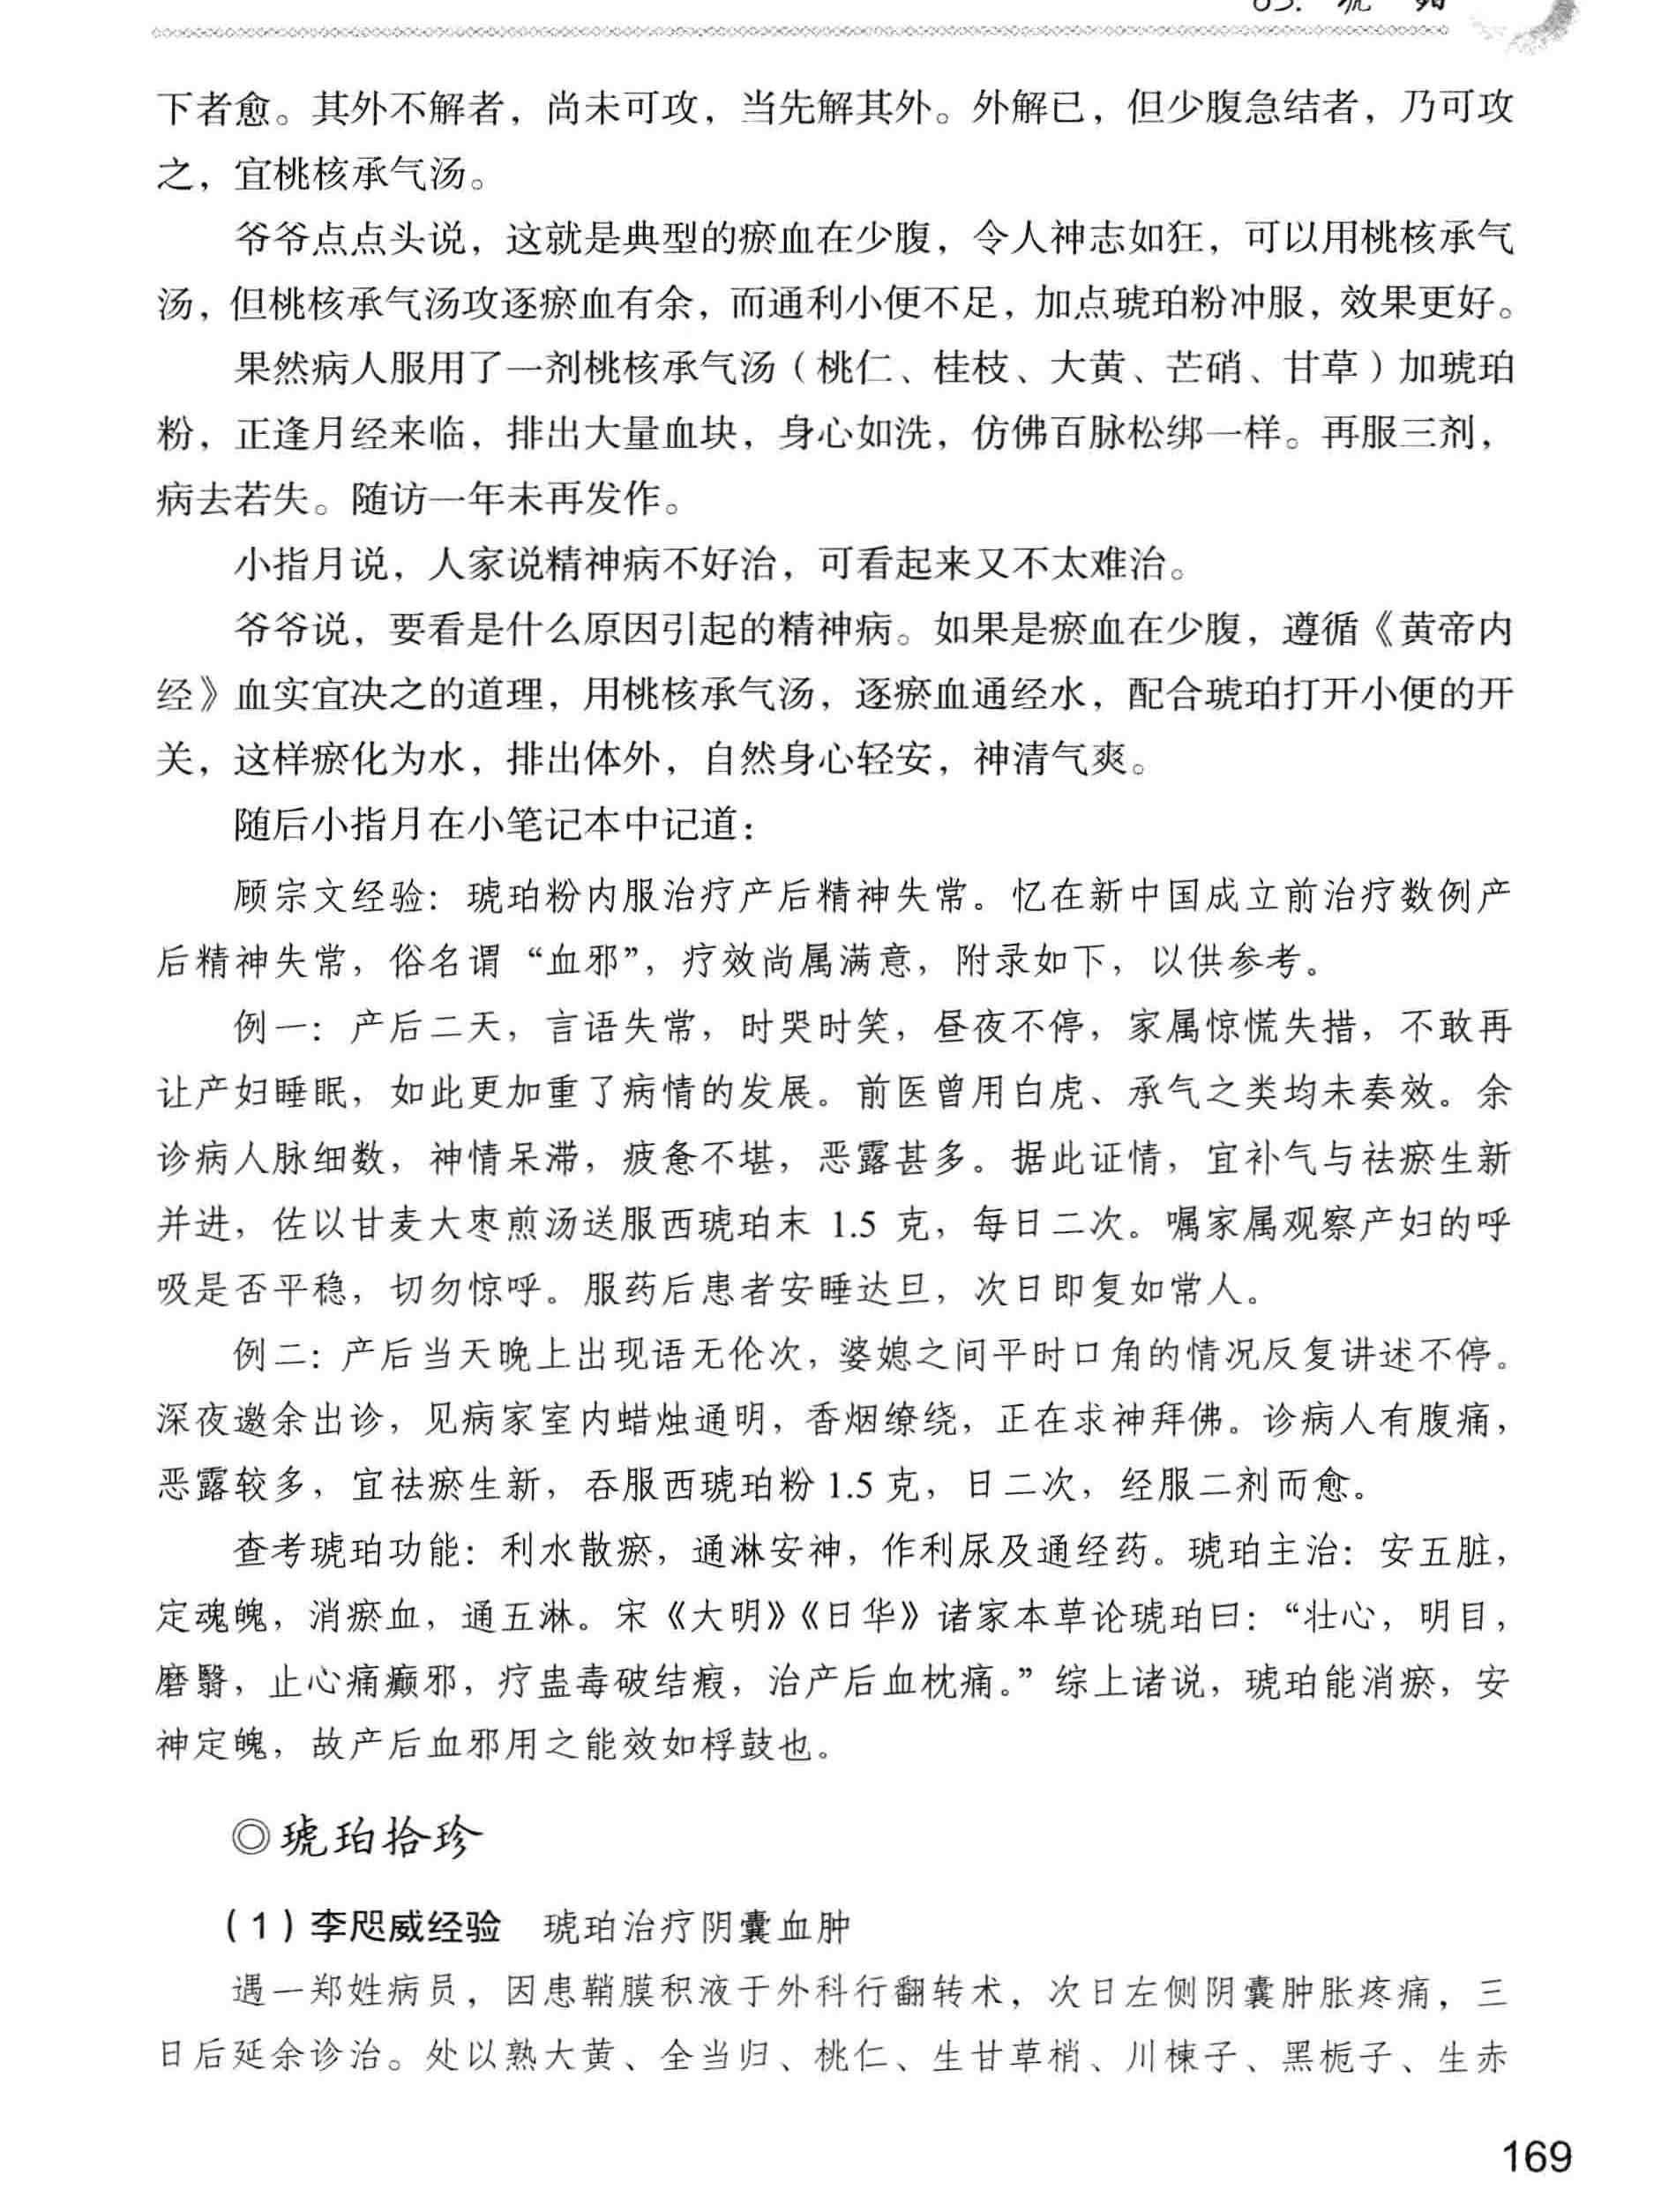 下者愈。其外不解者，尚未可攻，当先解其外。外解已，但少腹急结者，乃可攻
之，宜桃核承气汤。
爷爷点点头说，这就是典型的瘀血在少腹，令人神志如狂，可以用桃核承气
汤，但桃核承气汤攻逐瘀血有余，而通利小便不足，加点琥珀粉冲服，效果更好。
果然病人服用了一剂桃核承气汤（桃仁、桂枝、大黄、芒硝、甘草）加琥珀
粉，正逢月经来临，排出大量血块，身心如洗，仿佛百脉松绑一样。再服三剂，
病去若失。随访一年未再发作。
小指月说，人家说精神病不好治，可看起来又不太难治。
爷爷说，要看是什么原因引起的精神病。如果是瘀血在少腹，遵循《黄帝内
经》血实宜决之的道理，用桃核承气汤，逐瘀血通经水，配合琥珀打开小便的开
关，这样瘀化为水，排出体外，自然身心轻安，神清气爽。
随后小指月在小笔记本中记道：
顾宗文经验：琥珀粉内服治疗产后精神失常。忆在新中国成立前治疗数例产
后精神失常，俗名谓“血邪”，疗效尚属满意，附录如下，以供参考。
例一：产后二天，言语失常，时哭时笑，昼夜不停，家属惊慌失措，不敢再
让产妇睡眠，如此更加重了病情的发展。前医曾用白虎、承气之类均未奏效。余
诊病人脉细数，神情呆滞，疲惫不堪，恶露甚多。据此证情，宜补气与祛瘀生新
并进，佐以甘麦大枣煎汤送服西琥珀末 1.5 克，每日二次。嘱家属观察产妇的呼
吸是否平稳，切勿惊呼。服药后患者安睡达旦，次日即复如常人。
例二：产后当天晚上出现语无伦次，婆媳之间平时口角的情况反复讲述不停。
深夜邀余出诊，见病家室内蜡烛通明，香烟缭绕，正在求神拜佛。诊病人有腹痛，
恶露较多，宜祛瘀生新，吞服西琥珀粉 1.5 克，日二次，经服二剂而愈。
查考琥珀功能：利水散瘀，通淋安神，作利尿及通经药。琥珀主治：安五脏，
定魂魄，消瘀血，通五淋。宋《大明》《日华》诸家本草论琥珀曰：“壮心，明目，
磨翳，止心痛癫邪，疗蛊毒破结瘕，治产后血枕痛。”综上诸说，琥珀能消瘀，安
神定魄，故产后血邪用之能效如桴鼓也。
◎琥珀拾珍
（1）李咫威经验 琥珀治疗阴囊血肿
遇一郑姓病员，因患鞘膜积液于外科行翻转术，次日左侧阴囊肿胀疼痛，三
日后延余诊治。处以熟大黄、全当归、桃仁、生甘草梢、川楝子、黑栀子、生赤
169